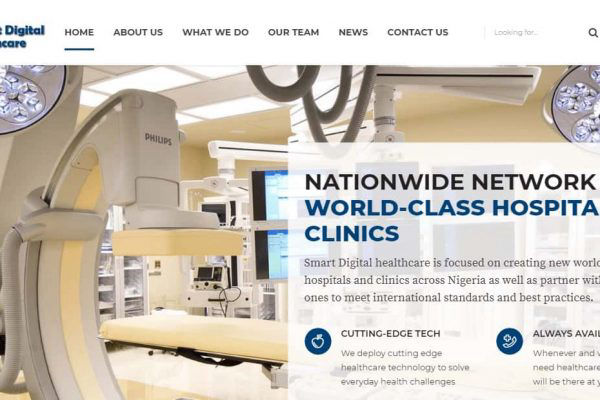 Digital
HOME ABOUT US WHAT WE DO OUR TEAM NEWS CONTACT US Looking for...
PHILIPS
NATIONWIDE NETWORK
WORLD-CLASS HOSPITA
CLINICS
Smart Digital healthcare is focused on creating new world
hospitals and clinics across Nigeria as well as partner with
ones to meet international standards and best practices.
CUTTING-EDGE TECH
We deploy cutting edge
healthcare technology to solve
everyday health challenges
ALWAYS AVAIL
Whenever and w
need healthcare
will be there at y